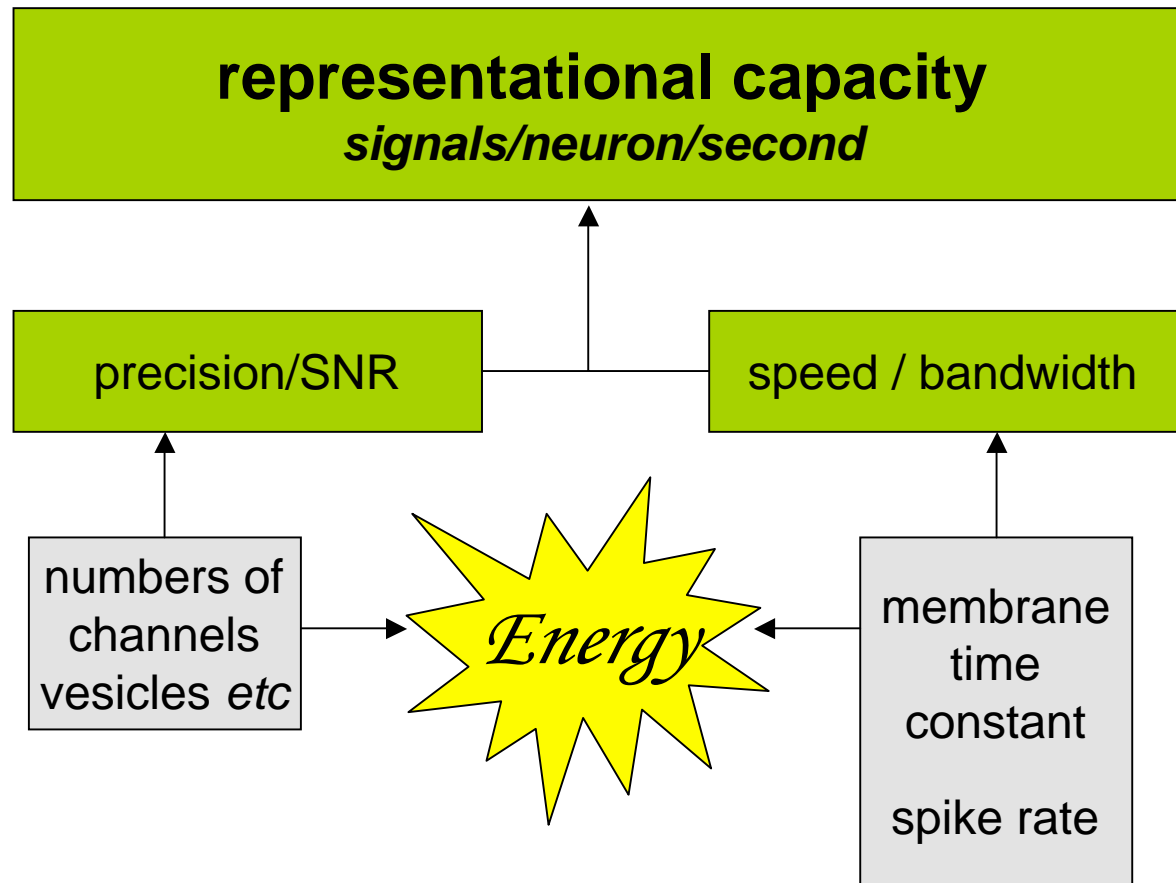 representational capacity
signals/neuron/second
precision/SNR
speed / bandwidth
numbers of
channels
vesicles etc
Energy
membrane
time
constant
spike rate